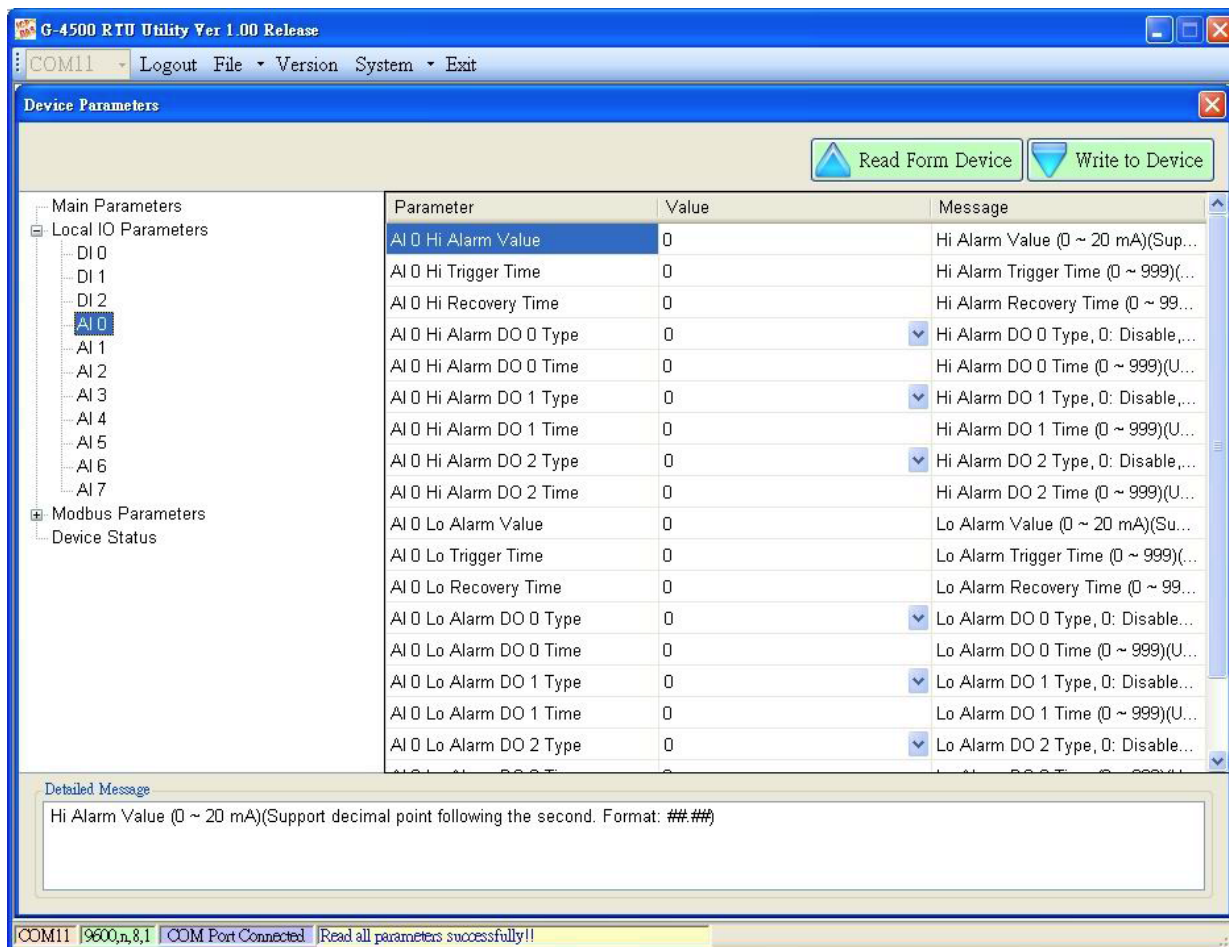 G-4500 RTU Utility Ver 1.00 Release
COM11 Logout File Version System Exit
Device Parameters
Read Form Device Write to Device
Main Parameters
Local IO Parameters
DI 0
DI 1
DI 2
AI 0
AI 1
AI 2
AI 3
AI 4
AI 5
AI 6
AI 7
Modbus Parameters
Device Status
Parameter Value Message
AI 0 Hi Alarm Value 0 Hi Alarm Value (0 ~ 20 mA)(Sup...
AI 0 Hi Trigger Time 0 Hi Alarm Trigger Time (0 ~ 999)(...
AI 0 Hi Recovery Time 0 Hi Alarm Recovery Time (0 ~ 99...
AI 0 Hi Alarm DO 0 Type 0 Hi Alarm DO 0 Type, 0: Disable,...
AI 0 Hi Alarm DO 0 Time 0 Hi Alarm DO 0 Time (0 ~ 999)(U...
AI 0 Hi Alarm DO 1 Type 0 Hi Alarm DO 1 Type, 0: Disable,...
AI 0 Hi Alarm DO 1 Time 0 Hi Alarm DO 1 Time (0 ~ 999)(U...
AI 0 Hi Alarm DO 2 Type 0 Hi Alarm DO 2 Type, 0: Disable,...
AI 0 Hi Alarm DO 2 Time 0 Hi Alarm DO 2 Time (0 ~ 999)(U...
AI 0 Lo Alarm Value 0 Lo Alarm Value (0 ~ 20 mA)(Su...
AI 0 Lo Trigger Time 0 Lo Alarm Trigger Time (0 ~ 999)(...
AI 0 Lo Recovery Time 0 Lo Alarm Recovery Time (0 ~ 99...
AI 0 Lo Alarm DO 0 Type 0 Lo Alarm DO 0 Type, 0: Disable...
AI 0 Lo Alarm DO 0 Time 0 Lo Alarm DO 0 Time (0 ~ 999)(U...
AI 0 Lo Alarm DO 1 Type 0 Lo Alarm DO 1 Type, 0: Disable...
AI 0 Lo Alarm DO 1 Time 0 Lo Alarm DO 1 Time (0 ~ 999)(U...
AI 0 Lo Alarm DO 2 Type 0 Lo Alarm DO 2 Type, 0: Disable...
Detailed Message
Hi Alarm Value (0 ~ 20 mA)(Support decimal point following the second. Format: ##.##)
COM11 9600,n,8,1 COM Port Connected Read all parameters successfully!!